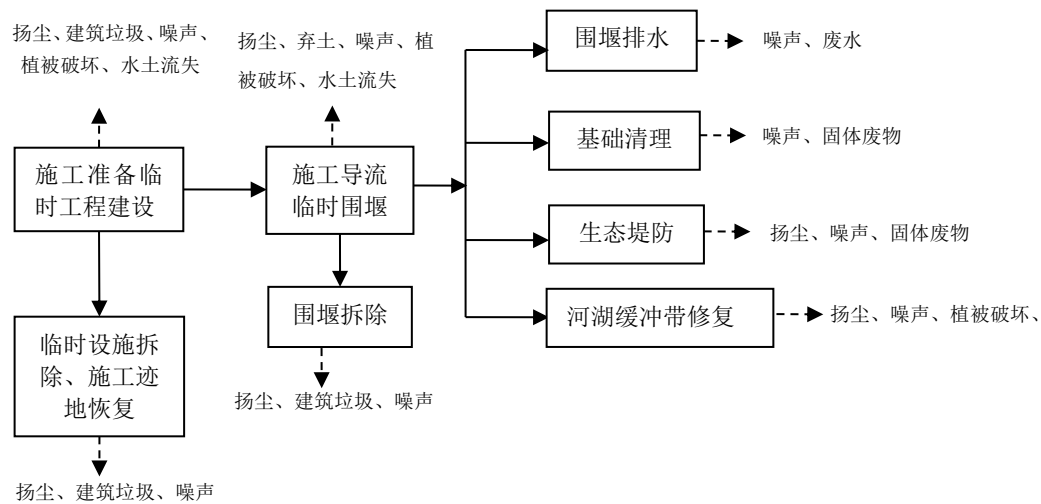 扬尘、建筑垃圾、噪声、
植被破坏、水土流失
扬尘、弃土、噪声、植
被破坏、水土流失
围堰排水
噪声、废水
基础清理
噪声、固体废物
施工准备临
时工程建设
施工导流
临时围堰
生态堤防
扬尘、噪声、固体废物
围堰拆除
河湖缓冲带修复
扬尘、噪声、植被破坏、
临时设施拆
除、施工迹
地恢复
扬尘、建筑垃圾、噪声
扬尘、建筑垃圾、噪声